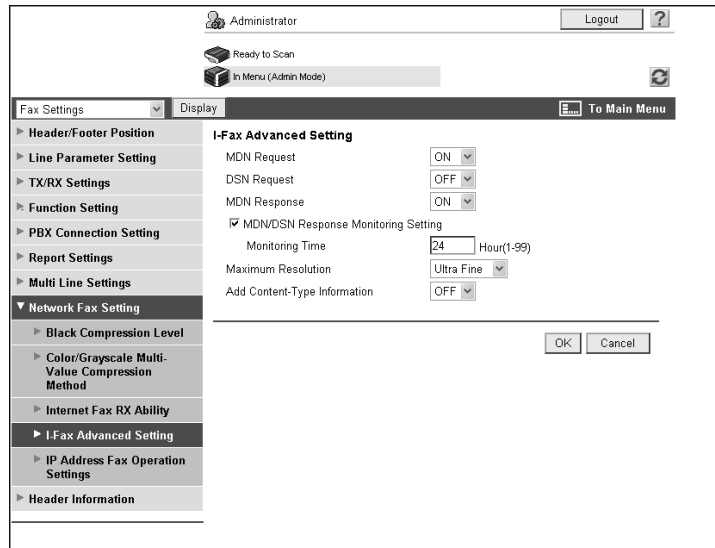 Administrator
Logout
?
Ready to Scan
In Menu (Admin Mode)
Fax Settings
Display
To Main Menu
Header/Footer Position
Line Parameter Setting
TX/RX Settings
Function Setting
PBX Connection Setting
Report Settings
Multi Line Settings
Network Fax Setting
Black Compression Level
Color/Grayscale Multi-
Value Compression
Method
Internet Fax RX Ability
I-Fax Advanced Setting
IP Address Fax Operation
Settings
Header Information
I-Fax Advanced Setting
MDN Request ON
DSN Request OFF
MDN Response ON
MDN/DSN Response Monitoring Setting
Monitoring Time 24 Hour(1-99)
Maximum Resolution Ultra Fine
Add Content-Type Information OFF
OK Cancel